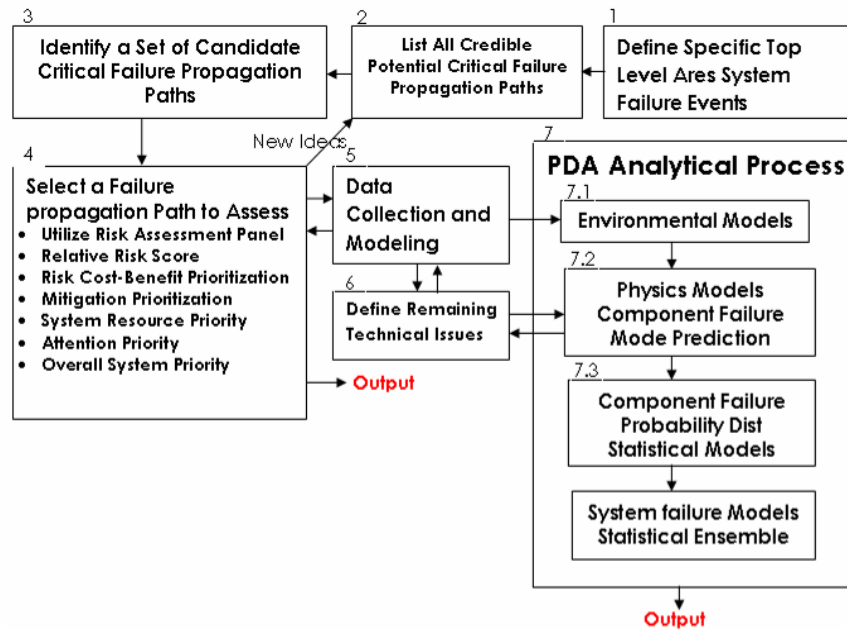 3
Identify a Set of Candidate
Critical Failure Propagation
Paths
2
List All Credible
Potential Critical Failure
Propagation Paths
1
Define Specific Top
Level Ares System
Failure Events
New Ideas
4
Select a Failure
propagation Path to Assess
• Utilize Risk Assessment Panel
• Relative Risk Score
• Risk Cost-Benefit Prioritization
• Mitigation Prioritization
• System Resource Priority
• Attention Priority
• Overall System Priority
Output
5
Data
Collection and
Modeling
6
Define Remaining
Technical Issues
7
PDA Analytical Process
7.1
Environmental Models
7.2
Physics Models
Component Failure
Mode Prediction
7.3
Component Failure
Probability Dist
Statistical Models
System failure Models
Statistical Ensemble
Output